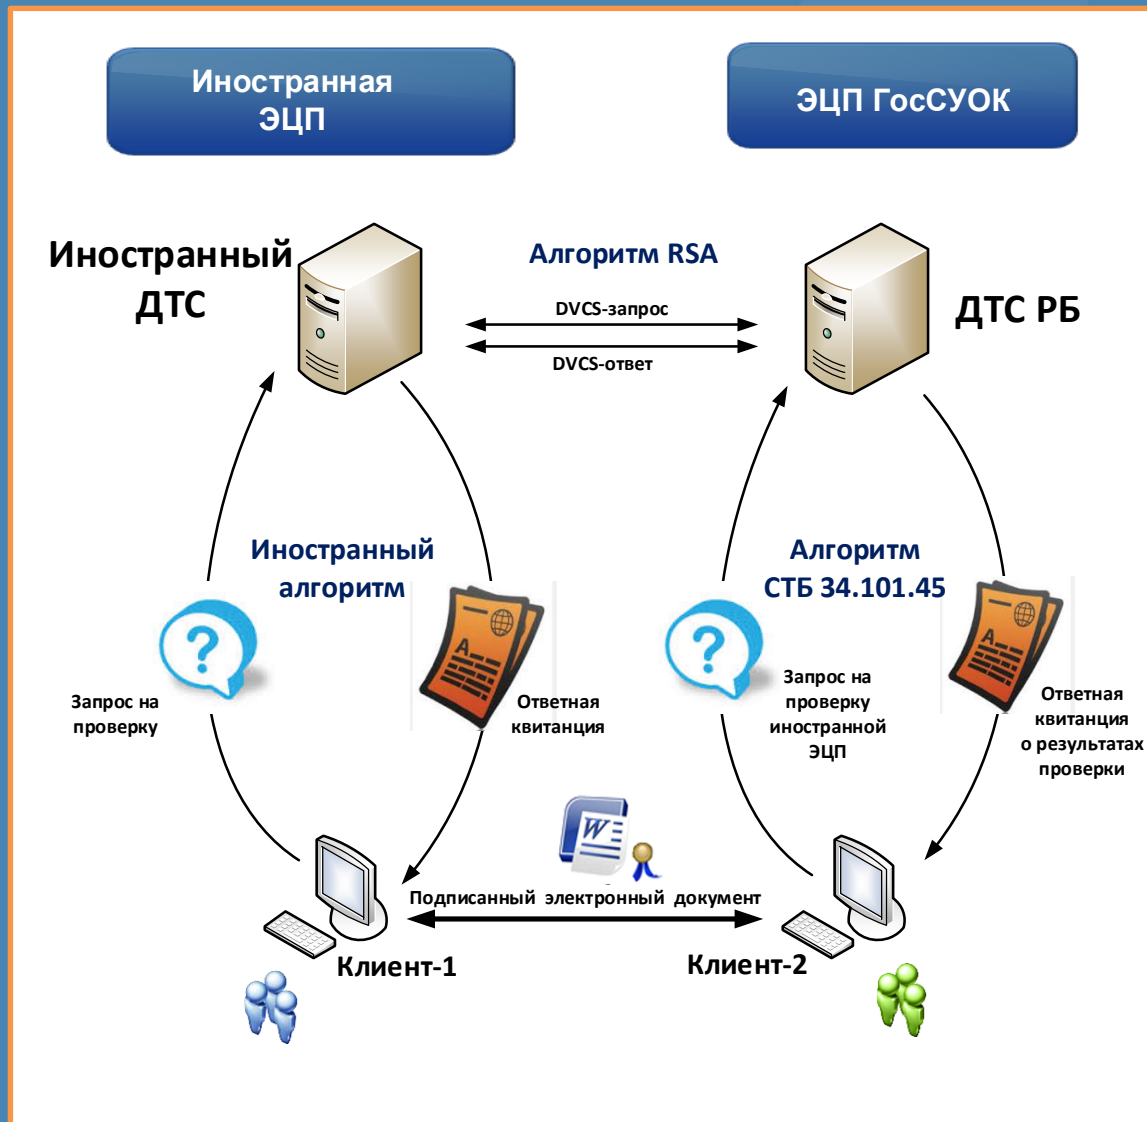 Иностранная
ЭЦП
ЭЦП ГосСУОК
Иностранный
ДТС
Алгоритм RSA
DVCS-запрос
DVCS-ответ
ДТС РБ
Иностранный
алгоритм
Алгоритм
СТБ 34.101.45
Запрос на
проверку
Ответная
квитанция
Запрос на
проверку
иностранной
ЭЦП
Ответная
квитанция
о результатах
проверки
Подписанный электронный документ
Клиент-1
Клиент-2